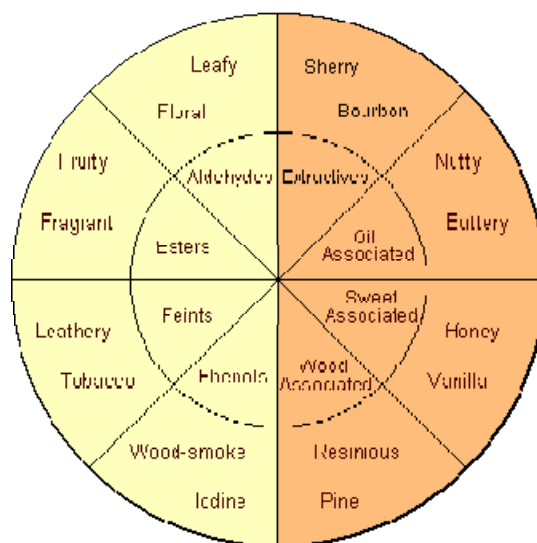 Leafy
Sherry
Floral
Bourbon
Fruity
Nutty
Aldehydes
Extractives
Fragrant
Buttery
Esters
Oil
Associated
Feints
Sweet
Associated
Leathery
Honey
Tobacco
Phenols
Wood
Associated
Vanilla
Wood-smoke
Resinious
Iodine
Pine